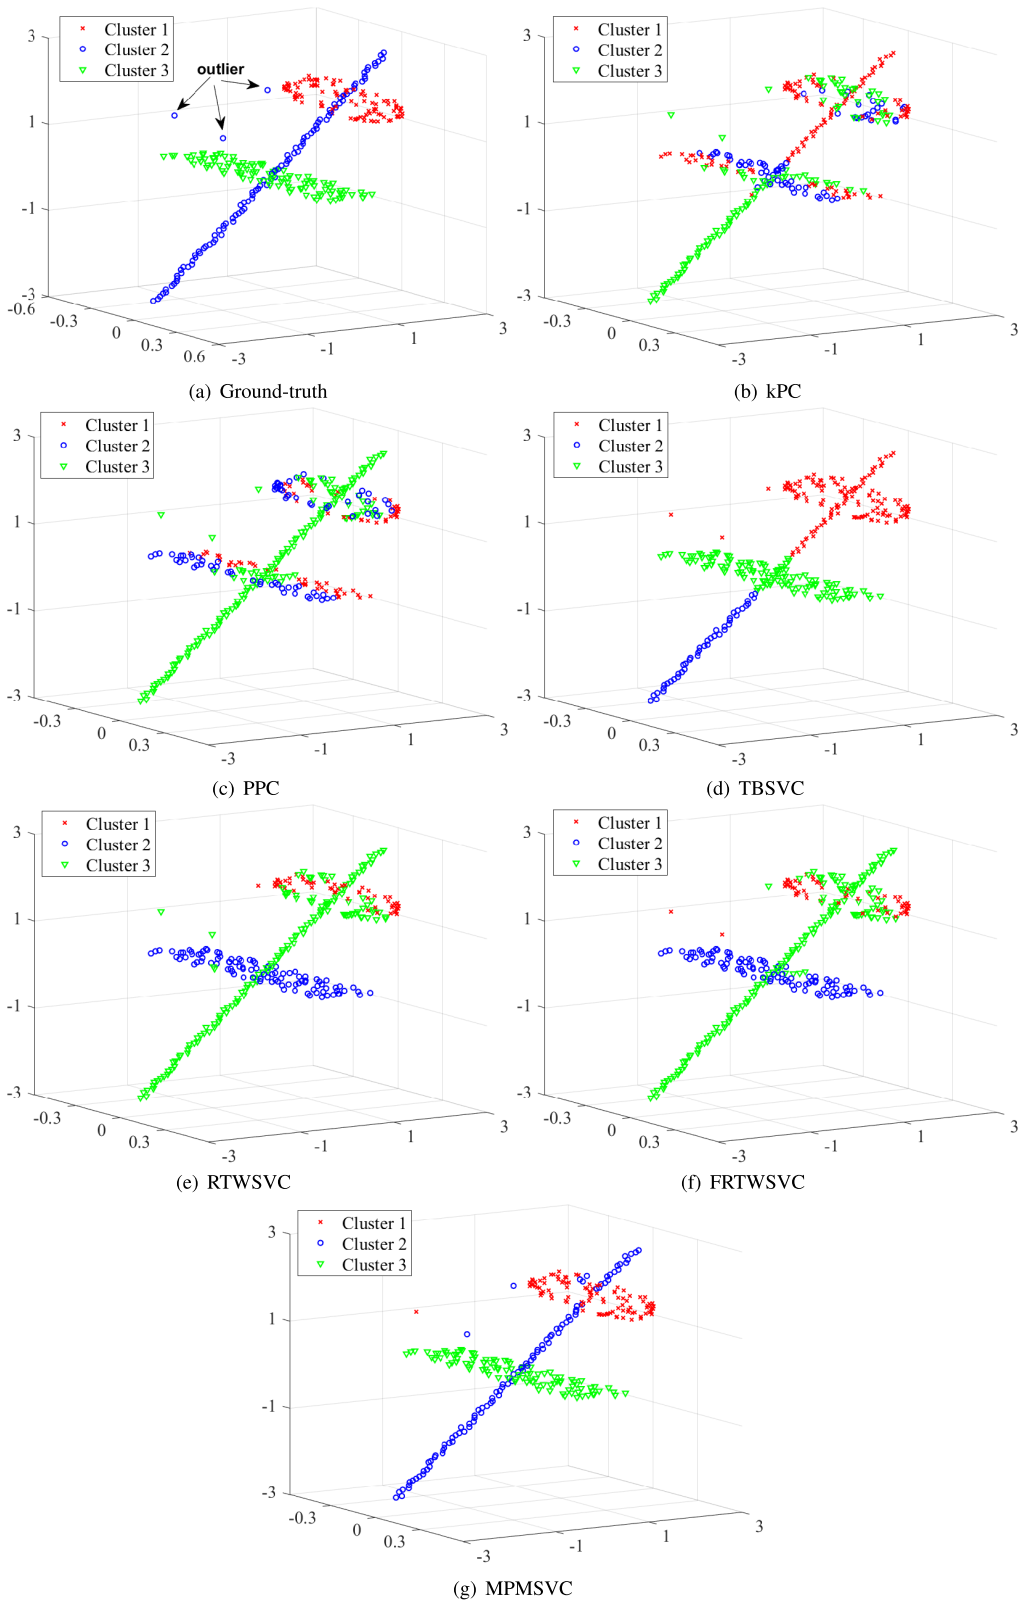 Cluster 1
Cluster 2
Cluster 3
outlier
3
1
-1
-3
-0.6
-0.3
0
0.3
0.6
-3
-1
1
3
(a) Ground-truth
Cluster 1
Cluster 2
Cluster 3
3
1
-1
-3
-0.3
0
0.3
-3
-1
1
3
(b) kPC
Cluster 1
Cluster 2
Cluster 3
3
1
-1
-3
-0.3
0
0.3
-3
-1
1
3
(c) PPC
Cluster 1
Cluster 2
Cluster 3
3
1
-1
-3
-0.3
0
0.3
-3
-1
1
3
(d) TBSVC
Cluster 1
Cluster 2
Cluster 3
3
1
-1
-3
-0.3
0
0.3
-3
-1
1
3
(e) RTWSVC
Cluster 1
Cluster 2
Cluster 3
3
1
-1
-3
-0.3
0
0.3
-3
-1
1
3
(f) FRTWSVC
Cluster 1
Cluster 2
Cluster 3
3
1
-1
-3
-0.3
0
0.3
-3
-1
1
3
(g) MPMSVC